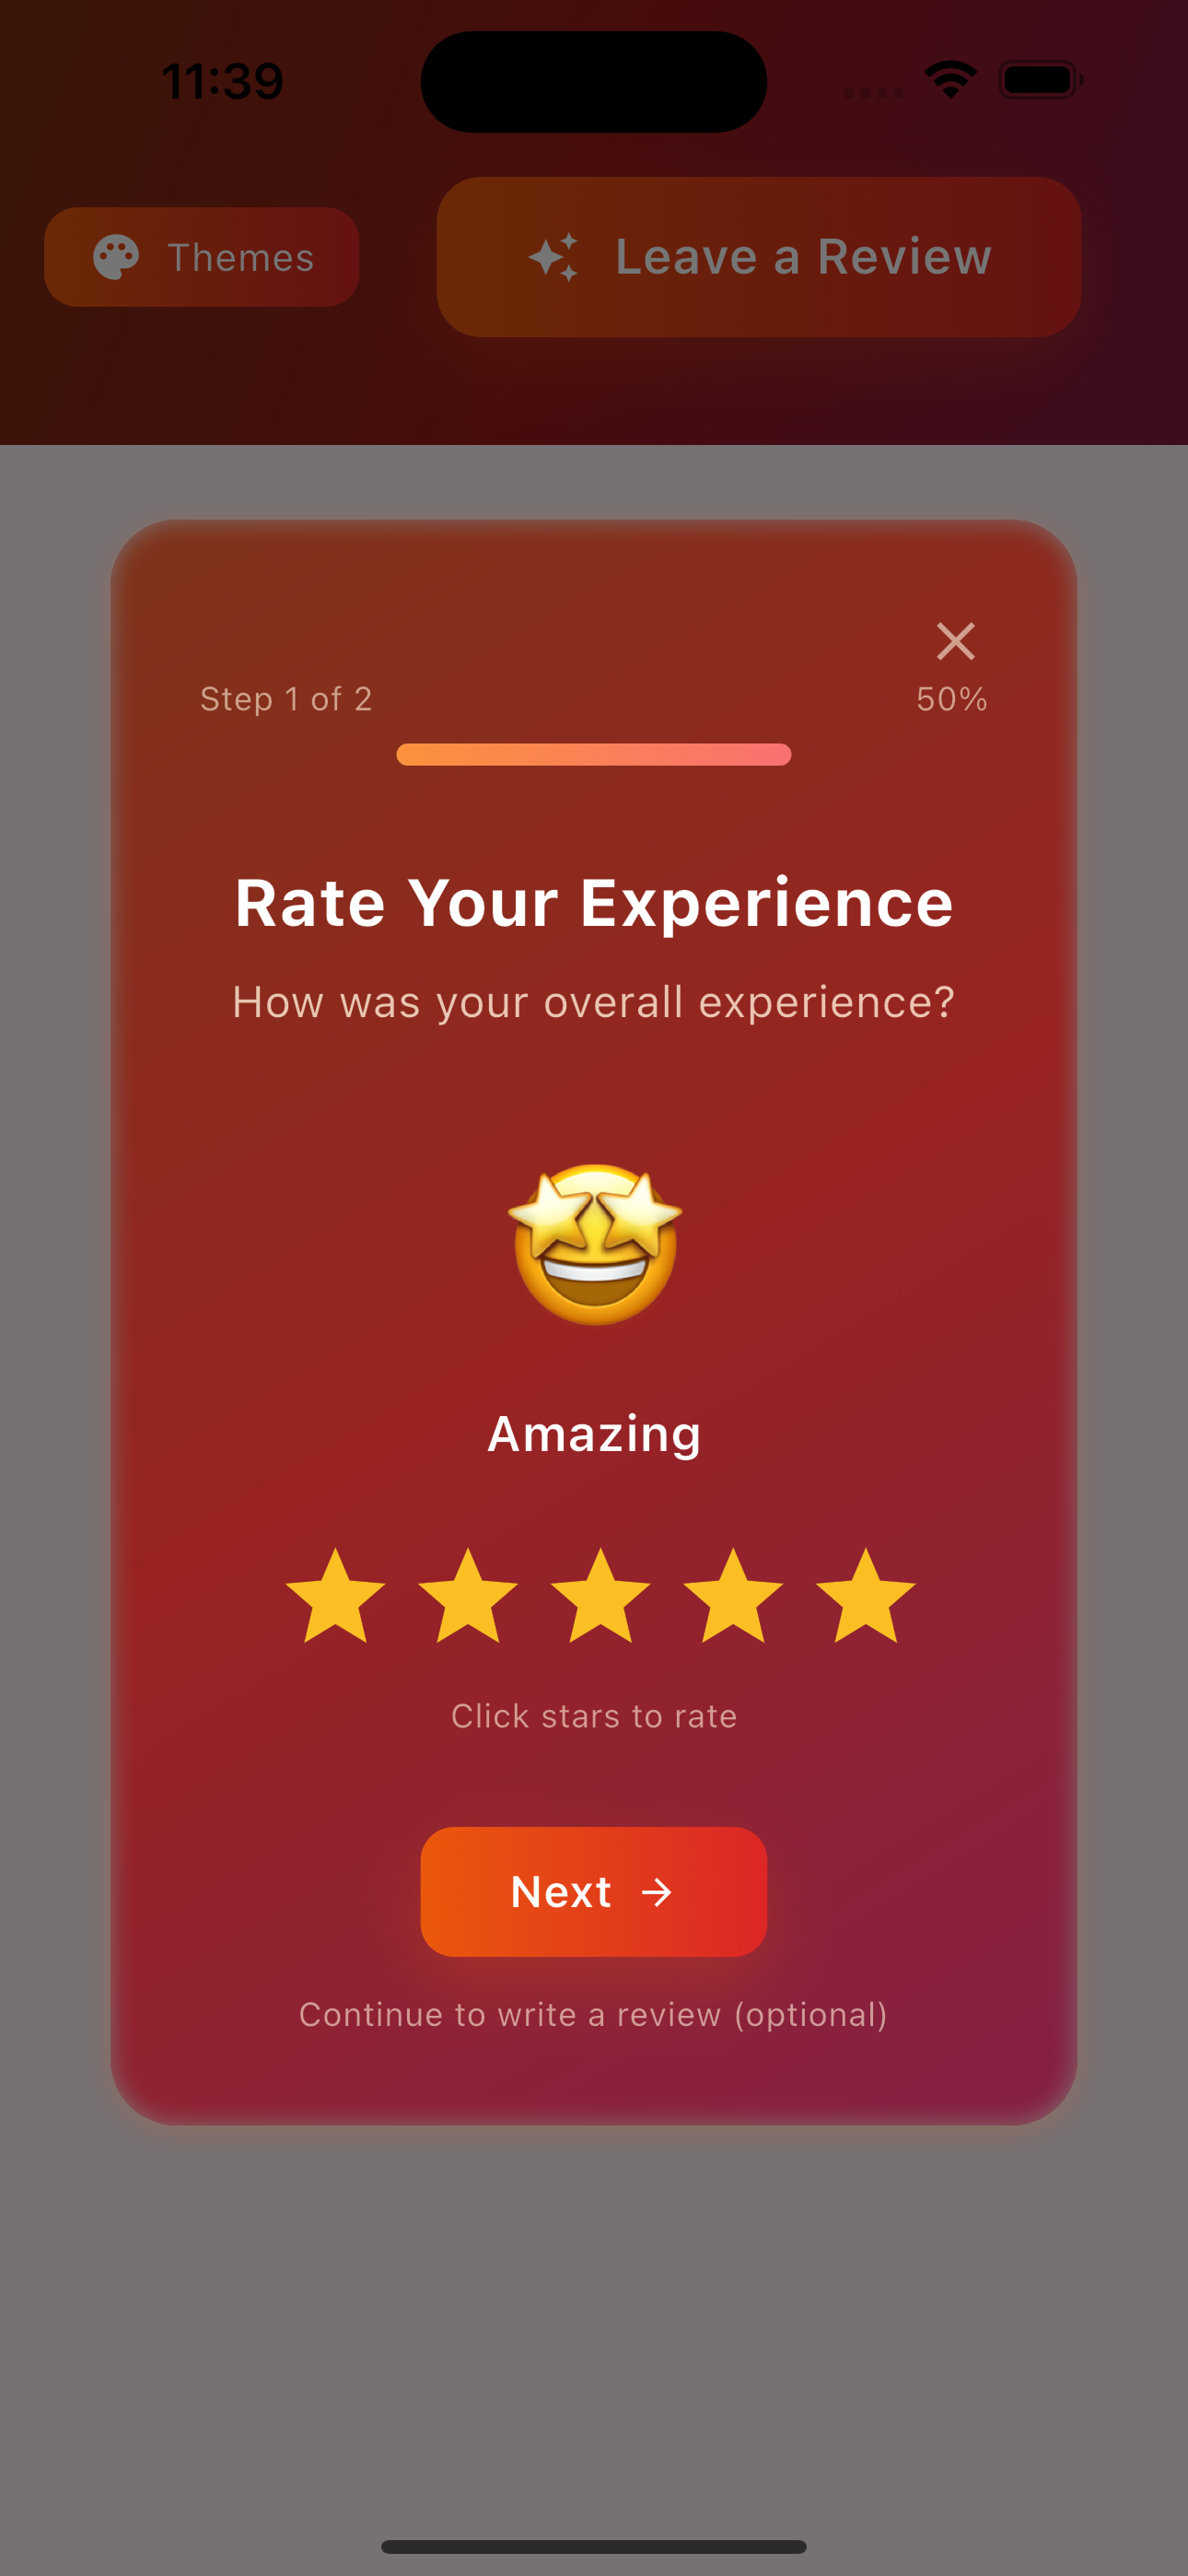 11:39
Themes
Leave a Review
Step 1 of 2
50%
Rate Your Experience
How was your overall experience?
Amazing
Click stars to rate
Next
Continue to write a review (optional)